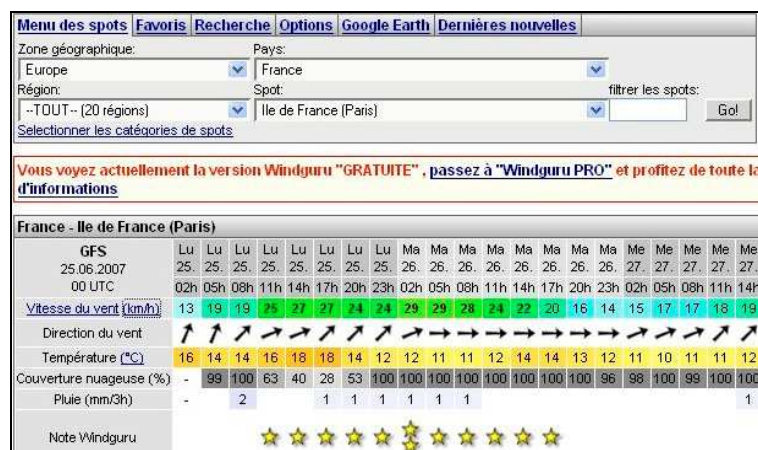 Menu des spots Favoris Recherche Options Google Earth Dernières nouvelles
Zone géographique: Pays:
Europe France
Région: Spot: filtrer les spots:
--TOUT-- (20 régions) Ile de France (Paris) Go!
Selectionner les catégories de spots
Vous voyez actuellement la version Windguru "GRATUITE" , passez à "Windguru PRO" et profitez de toute la
d'informations
France - Ile de France (Paris)
GFS Lu Lu Lu Lu Lu Lu Lu Lu Ma Ma Ma Ma Ma Ma Ma Ma Me Me Me Me Me
25.06.2007 25. 25. 25. 25. 25. 25. 25. 25. 26. 26. 26. 26. 26. 26. 26. 26. 27. 27. 27. 27. 27.
00 UTC 02h 05h 08h 11h 14h 17h 20h 23h 02h 05h 08h 11h 14h 17h 20h 23h 02h 05h 08h 11h 14h
Vitesse du vent (km/h) 13 19 19 25 27 27 24 24 29 29 28 24 22 20 16 14 15 17 17 18 19
Direction du vent
Température (°C) 16 14 14 16 18 18 14 12 12 11 11 12 14 14 13 12 11 10 11 11 12
Couverture nuageuse (%) - 99 100 63 40 28 53 100 100 100 100 100 100 100 100 96 98 100 99 100 100
Pluie (mm/3h) - 2 1 1 1 1 1 1 1
Note Windguru